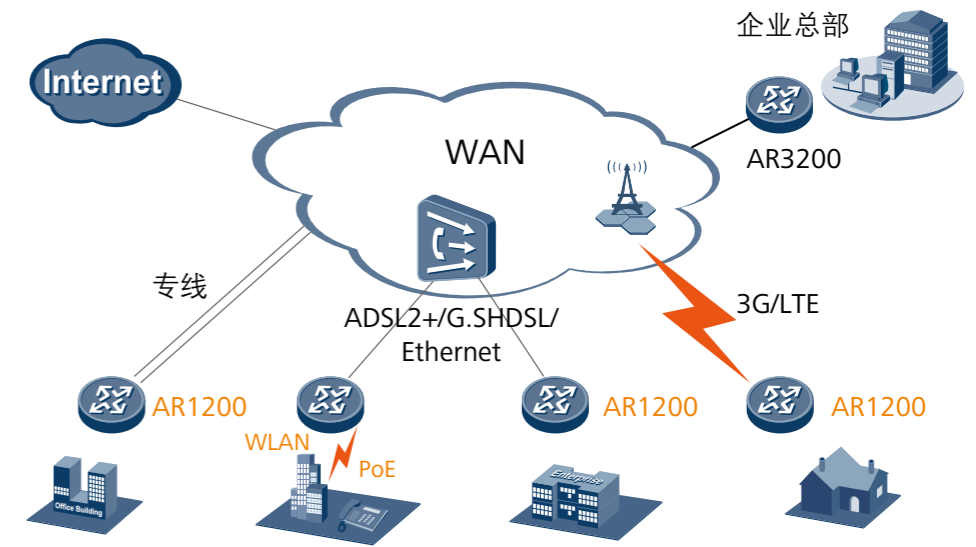 企业总部
Internet
WAN
AR3200
专线
3G/LTE
ADSL2+/G.SHDSL/
Ethernet
AR1200
AR1200
AR1200
WLAN
PoE
Office Building
Enterprise